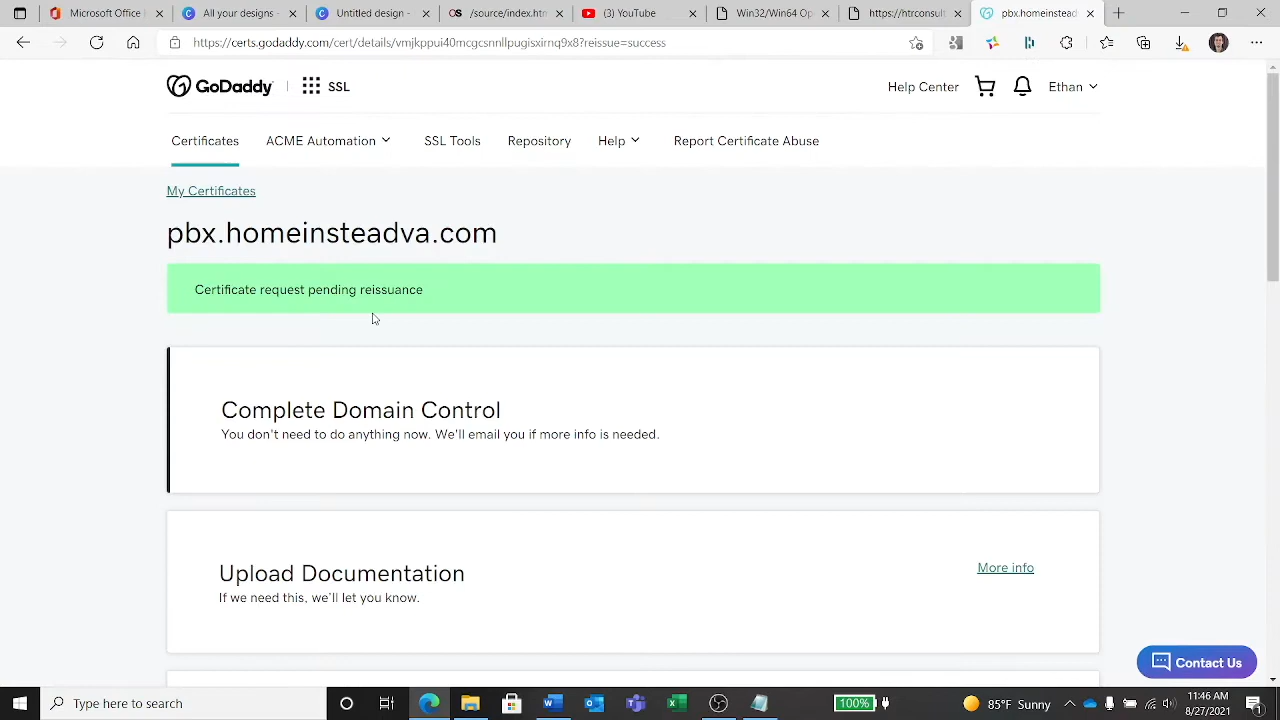 Microsoft Office H
All your designs
Untitled design -
OS /source/index.ht
(3) YouTube
Win32/Win64 Op
https://htrconsult
pbx.homeinstead
https://certs.godaddy.com/cert/details/vmjkppui40mcgcsnnllpugisxirnq9x8?reissue=success
GoDaddy
SSL
Help Center
Ethan
Certificates
ACME Automation
SSL Tools
Repository
Help
Report Certificate Abuse
My Certificates
pbx.homeinsteadva.com
Certificate request pending reissuance
Complete Domain Control
You don't need to do anything now. We'll email you if more info is needed.
Upload Documentation
More info
If we need this, we'll let you know.
Contact Us
Type here to search
100%
85°F Sunny
11:46 AM
8/27/2021